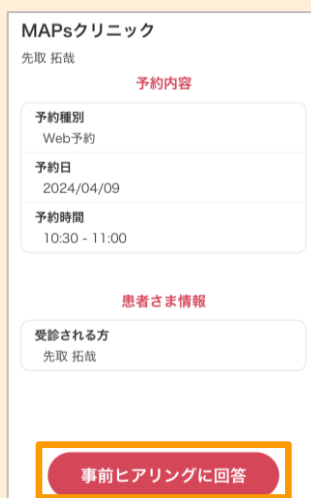 MAPsクリニック
先取 拓哉
予約内容
予約種別
Web予約
予約日
2024/04/09
予約時間
10:30 - 11:00
患者さま情報
受診される方
先取 拓哉
事前ヒアリングに回答